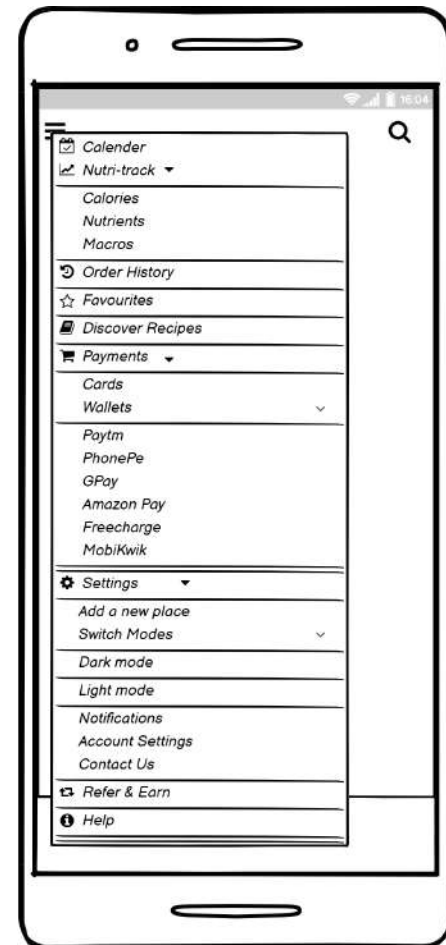 16:04
Calender
Nutri-track
Calories
Nutrients
Macros
Order History
Favourites
Discover Recipes
Payments
Cards
Wallets
Paytm
PhonePe
GPay
Amazon Pay
Freecharge
MobiKwik
Settings
Add a new place
Switch Modes
Dark mode
Light mode
Notifications
Account Settings
Contact Us
Refer & Earn
Help